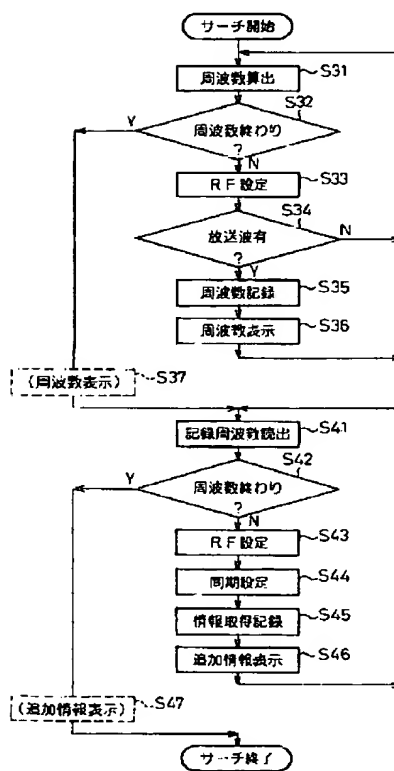 サーチ開始
周波数算出
S31
S32
Y
周波数終わり
?
N
RF設定
S33
S34
放送波有
N
?
Y
周波数記録
S35
周波数表示
S36
(周波数表示)
S37
記録周波数読出
S41
S42
Y
周波数終わり
?
N
RF設定
S43
同期設定
S44
情報取得記録
S45
追加情報表示
S46
(追加情報表示)
S47
サーチ終了